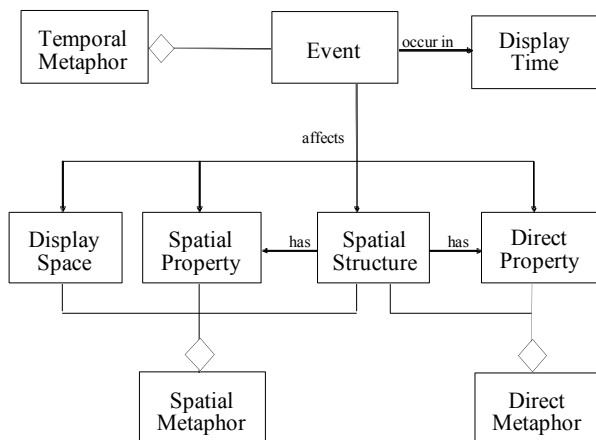 Temporal
Metaphor
Event
occur in
Display
Time
affects
Display
Space
Spatial
Property
has
Spatial
Structure
has
Direct
Property
Spatial
Metaphor
Direct
Metaphor